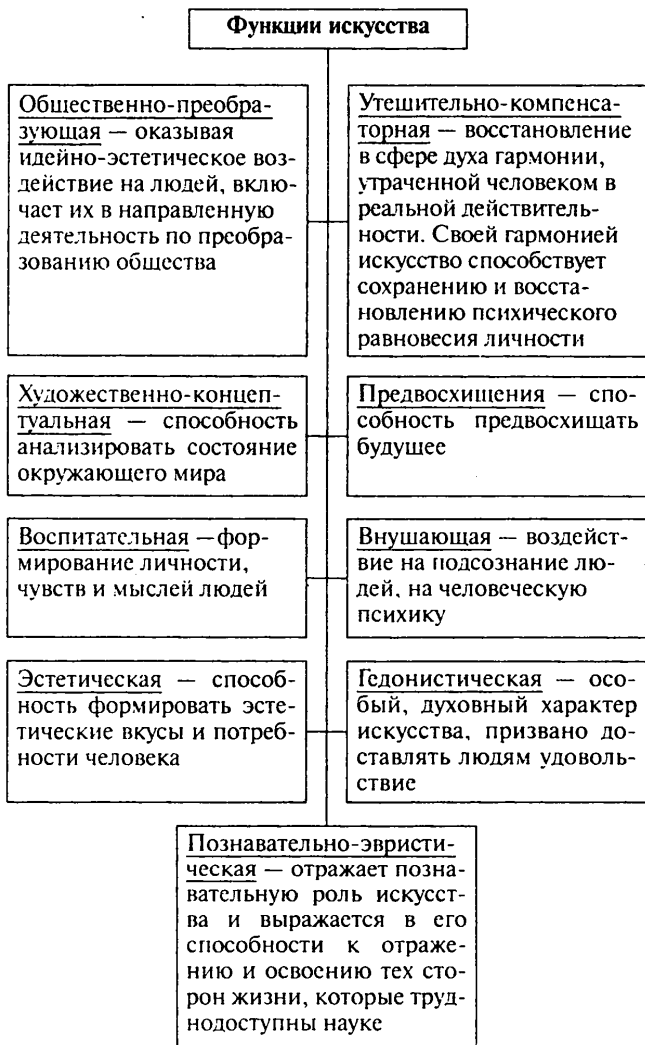 Функции искусства
Общественно-преобра-
зующая — оказывая
идейно-эстетическое воз-
действие на людей, вклю-
чает их в направленную
деятельность по преобра-
зованию общества
Утешительно-компенса-
торная — восстановление
в сфере духа гармонии,
утраченной человеком в
реальной действитель-
ности. Своей гармонией
искусство способствует
сохранению и восста-
новлению психического
равновесия личности
Художественно-концеп-
туальная — способность
анализировать состояние
окружающего мира
Предвосхищения — спо-
собность предвосхищать
будущее
Воспитательная —фор-
мирование личности,
чувств и мыслей людей
Внушающая — воздейст-
вие на подсознание лю-
дей, на человеческую
психику
Эстетическая — способ-
ность формировать эсте-
тические вкусы и потреб-
ности человека
Гедонистическая — осо-
бый, духовный характер
искусства, призвано до-
ставлять людям удоволь-
ствие
Познавательно-эвристи-
ческая — отражает позна-
вательную роль искусст-
ва и выражается в его
способности к отраже-
нию и освоению тех сто-
рон жизни, которые труд-
нодоступны науке